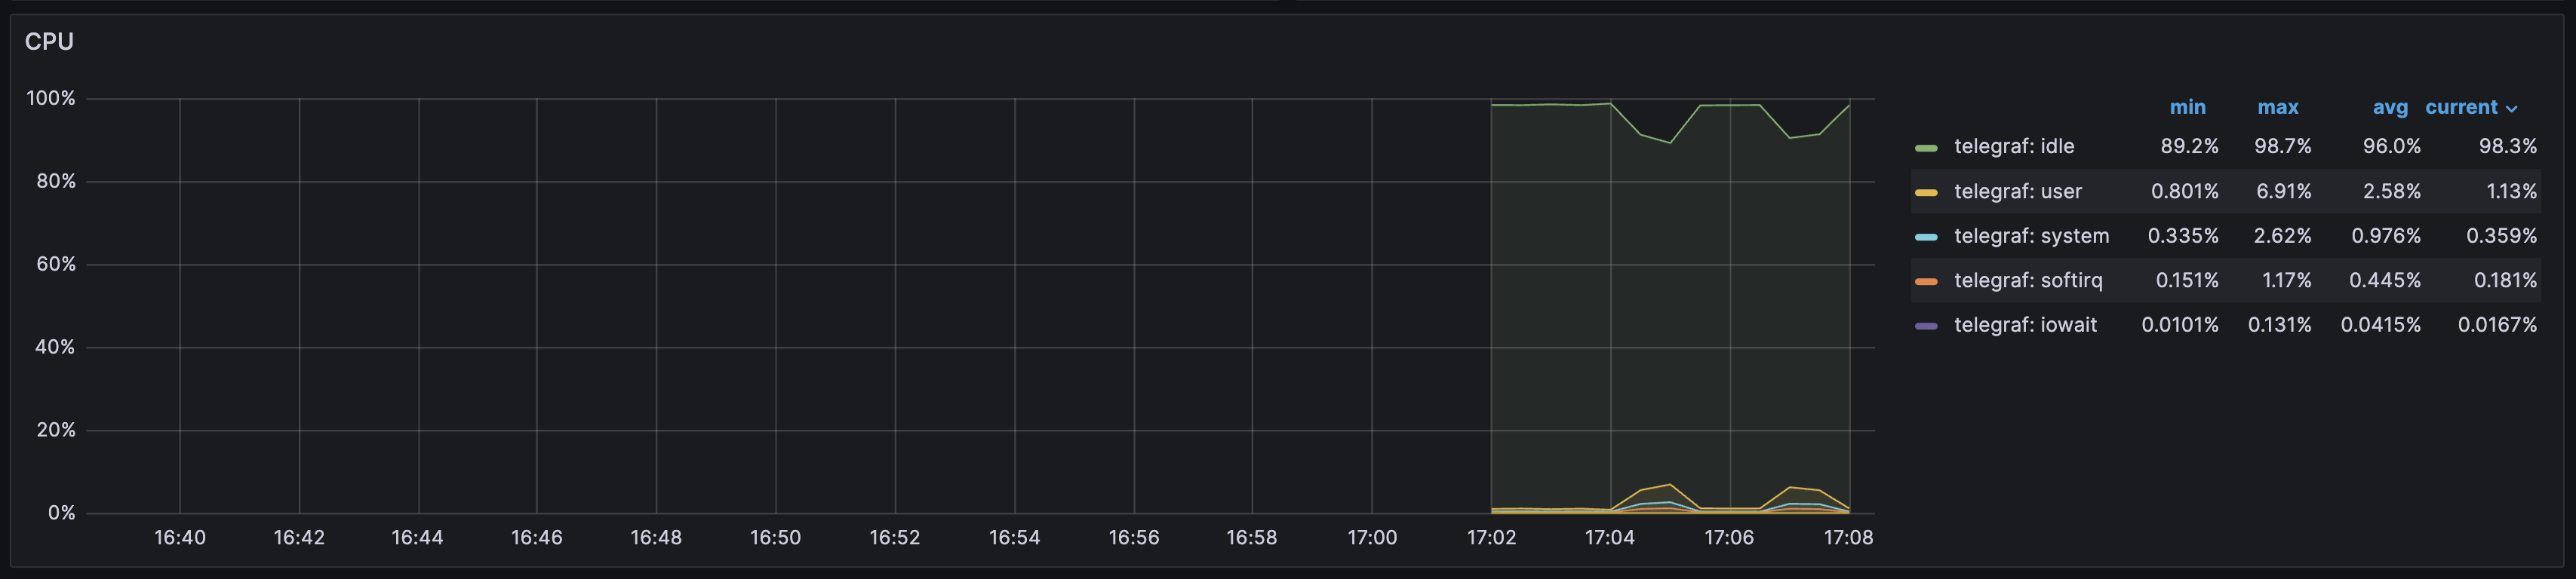 CPU
100%
80%
60%
40%
20%
0%
16:40 16:42 16:44 16:46 16:48 16:50 16:52 16:54 16:56 16:58 17:00 17:02 17:04 17:06 17:08
min max avg current
telegraf: idle 89.2% 98.7% 96.0% 98.3%
telegraf: user 0.801% 6.91% 2.58% 1.13%
telegraf: system 0.335% 2.62% 0.976% 0.359%
telegraf: softirq 0.151% 1.17% 0.445% 0.181%
telegraf: iowait 0.0101% 0.131% 0.0415% 0.0167%